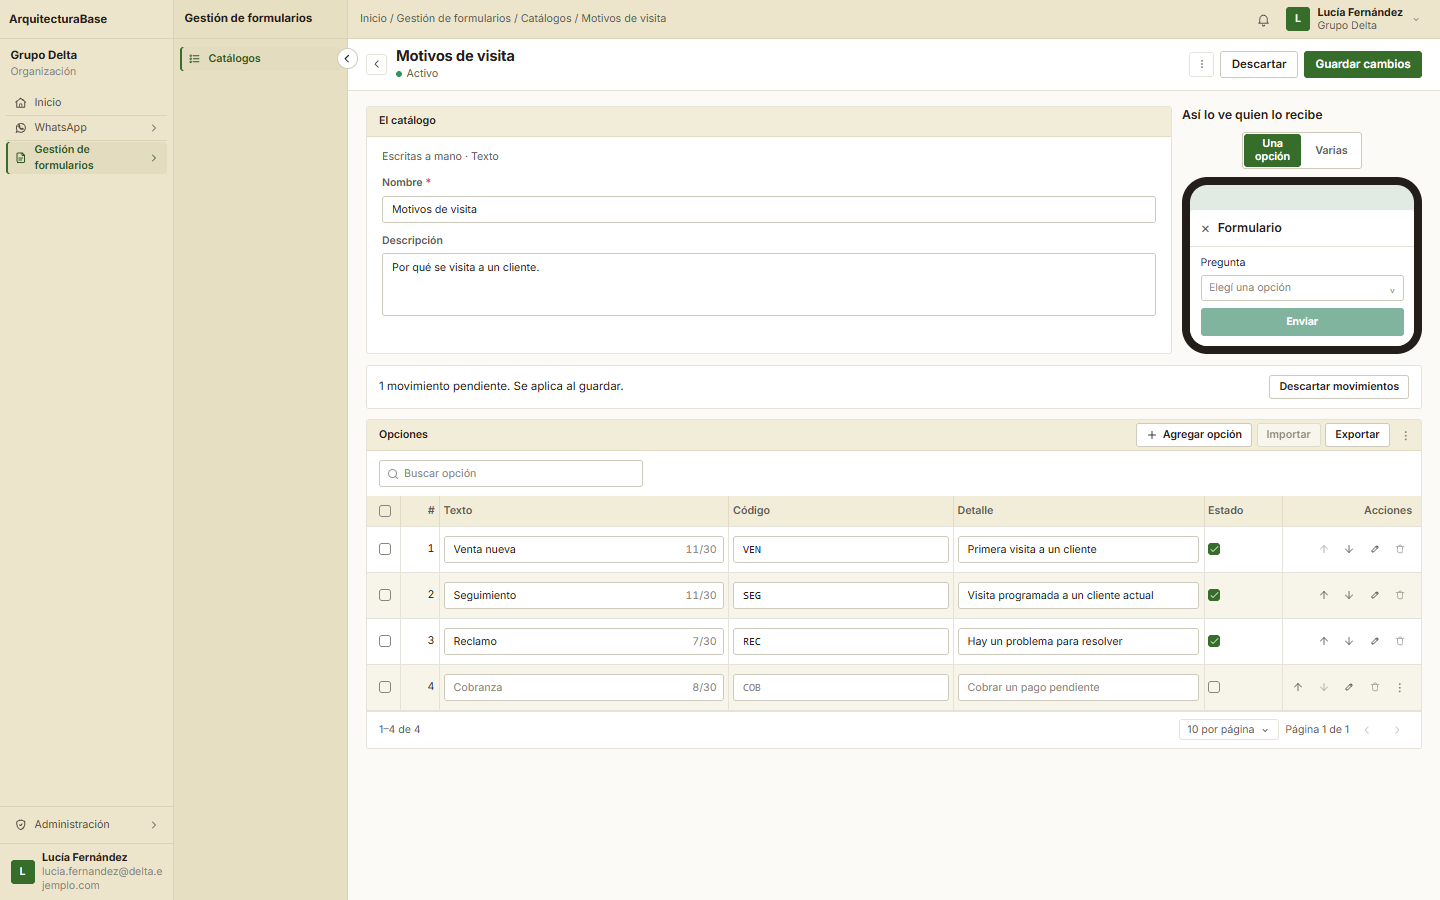 ArquitecturaBase
Grupo Delta
Organización
Inicio
WhatsApp
Gestión de
formularios
Administración
L
Lucía Fernández
lucia.fernandez@delta.e
jemplo.com
Gestión de formularios
Catálogos
Inicio / Gestión de formularios / Catálogos / Motivos de visita
L
Lucía Fernández
Grupo Delta
Motivos de visita
Activo
Descartar
Guardar cambios
El catálogo
Escritas a mano · Texto
Nombre *
Motivos de visita
Descripción
Por qué se visita a un cliente.
Así lo ve quien lo recibe
Una
opción
Varias
Formulario
Pregunta
Elegí una opción
Enviar
1 movimiento pendiente. Se aplica al guardar.
Descartar movimientos
Opciones
Agregar opción
Importar
Exportar
Buscar opción
# Texto Código Detalle Estado Acciones
1 Venta nueva 11/30 VEN Primera visita a un cliente
2 Seguimiento 11/30 SEG Visita programada a un cliente actual
3 Reclamo 7/30 REC Hay un problema para resolver
4 Cobranza 8/30 COB Cobrar un pago pendiente
1–4 de 4
10 por página
Página 1 de 1